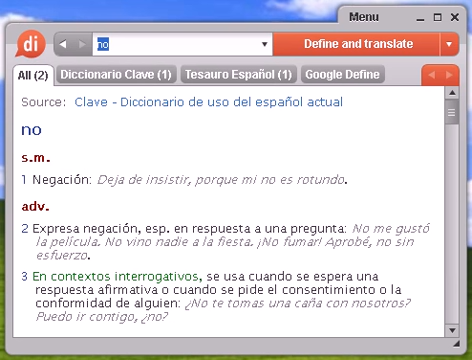 Menu
di
no
Define and translate
All (2)
Diccionario Clave (1)
Tesauro Español (1)
Google Define
Source: Clave - Diccionario de uso del español actual
no
s.m.
1 Negación: Deja de insistir, porque mi no es rotundo.
adv.
2 Expresa negación, esp. en respuesta a una pregunta: No me gustó
la película. No vino nadie a la fiesta. ¡No fumar! Aprobé, no sin
esfuerzo.
3 En contextos interrogativos, se usa cuando se espera una
respuesta afirmativa o cuando se pide el consentimiento o la
conformidad de alguien: ¿No te tomas una caña con nosotros?
Puedo ir contigo, ¿no?